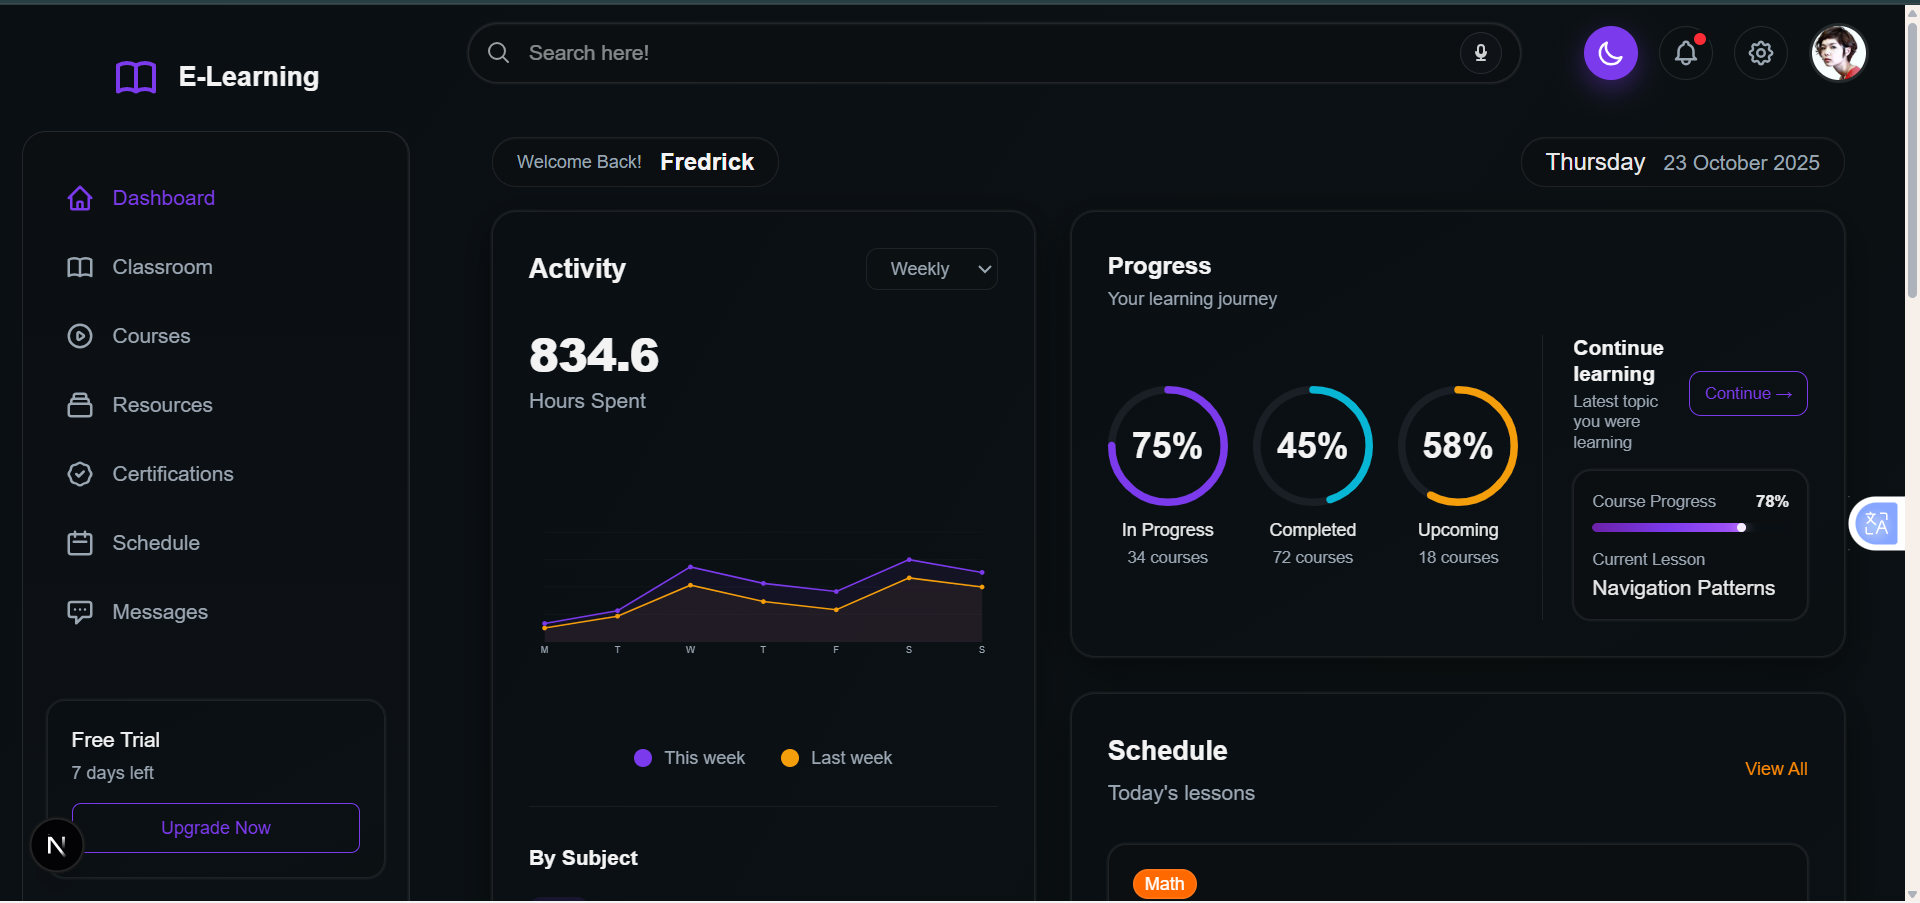 E-Learning
Search here!
Dashboard
Classroom
Courses
Resources
Certifications
Schedule
Messages
Free Trial
7 days left
Upgrade Now
N
Welcome Back! Fredrick
Thursday 23 October 2025
Activity
Weekly
834.6
Hours Spent
M T W T F S S
This week
Last week
By Subject
Progress
Your learning journey
75%
In Progress
34 courses
45%
Completed
72 courses
58%
Upcoming
18 courses
Continue
learning
Latest topic
you were
learning
Continue →
Course Progress 78%
Current Lesson
Navigation Patterns
文A
Schedule
Today's lessons
View All
Math